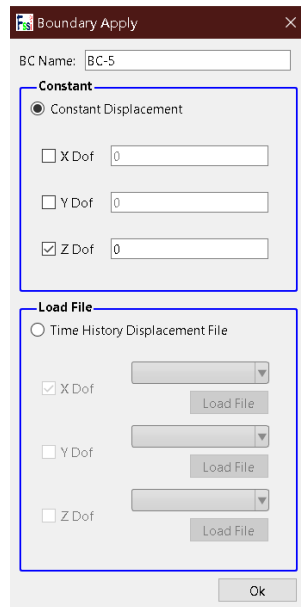 Boundary Apply
BC Name: BC-5
Constant
Constant Displacement
X Dof 0
Y Dof 0
Z Dof 0
Load File
Time History Displacement File
X Dof
Load File
Y Dof
Load File
Z Dof
Load File
Ok